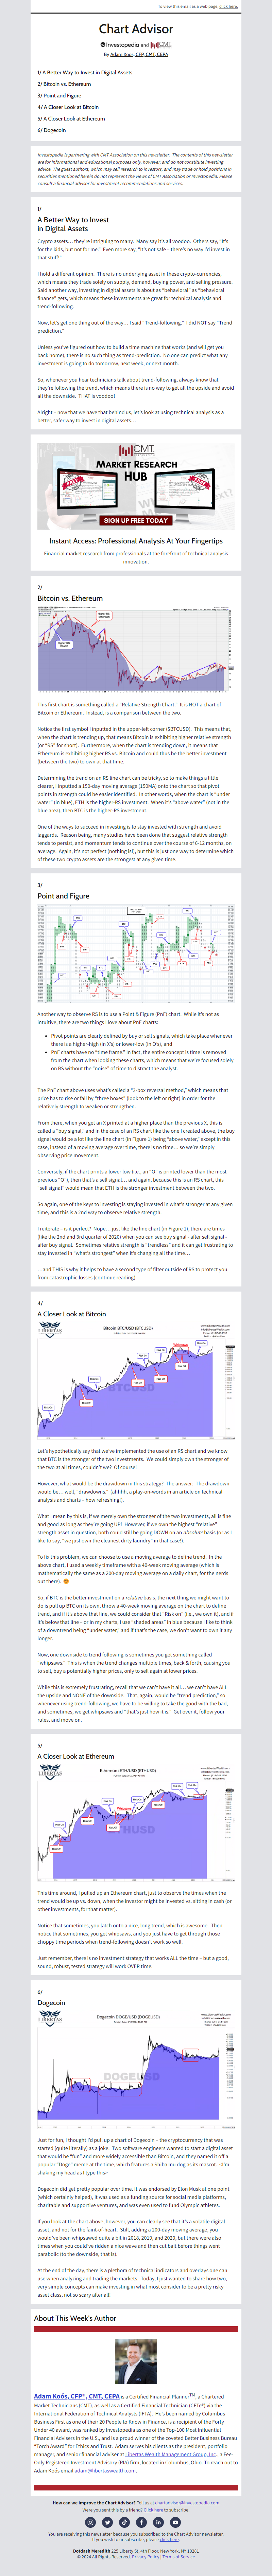 To view this email as a web page, click here.
Chart Advisor
Investopedia and CMT
By Adam Koos, CFP, CMT, CEPA
1/ A Better Way to Invest in Digital Assets
2/ Bitcoin vs. Ethereum
3/ Point and Figure
4/ A Closer Look at Bitcoin
5/ A Closer Look at Ethereum
6/ Dogecoin
Investopedia is partnering with CMT Association on this newsletter. The contents of this newsletter
are for informational and educational purposes only, however, and do not constitute investing
advice. The guest authors, which may sell research to investors, and may trade or hold positions in
securities mentioned herein do not represent the views of CMT Association or Investopedia. Please
consult a financial advisor for investment recommendations and services.
1/
A Better Way to Invest
in Digital Assets
Crypto assets… they're intriguing to many. Many say it's all voodoo. Others say, “It's
for the kids, but not for me.” Even more say, “It's not safe – there's no way I'd invest in
that stuff!”
I hold a different opinion. There is no underlying asset in these crypto-currencies,
which means they trade solely on supply, demand, buying power, and selling pressure.
Said another way, investing in digital assets is about as “behavioral” as “behavioral
finance” gets, which means these investments are great for technical analysis and
trend-following.
Now, let's get one thing out of the way… I said “Trend-following.” I did NOT say “Trend
prediction.”
Unless you've figured out how to build a time machine that works (and will get you
back home), there is no such thing as trend-prediction. No one can predict what any
investment is going to do tomorrow, next week, or next month.
So, whenever you hear technicians talk about trend-following, always know that
they're following the trend, which means there is no way to get all the upside and avoid
all the downside. THAT is voodoo!
Alright – now that we have that behind us, let's look at using technical analysis as a
better, safer way to invest in digital assets…
CMT
MARKET RESEARCH
HUB
FREE
FREE
SIGN UP FREE TODAY
Instant Access: Professional Analysis At Your Fingertips
Financial market research from professionals at the forefront of technical analysis
innovation.
2/
Bitcoin vs. Ethereum
This first chart is something called a “Relative Strength Chart.” It is NOT a chart of
Bitcoin or Ethereum. Instead, is a comparison between the two.
Notice the first symbol I inputted in the upper left corner ($BTCUSD). This means that,
when the chart is trending up, that means Bitcoin is exhibiting higher relative strength
(or “RS” for short). Furthermore, when the chart is trending down, it means that
Ethereum is exhibiting higher RS vs. Bitcoin and could thus be the better investment
(between the two) to own at that time.
Determining the trend on an RS line chart can be tricky, so to make things a little
clearer, I imputed a 150-day moving average (150MA) onto the chart so that pivot
points in strength could be easier identified. In other words, when the chart is “under
water” (in blue), ETH is the higher-RS investment. When it's “above water” (not in the
blue area), then BTC is the higher-RS investment.
One of the ways to succeed in investing is to stay invested with strength and avoid
laggards. Reason being, many studies have been done that suggest relative strength
tends to persist, and momentum tends to continue over the course of 6-12 months, on
average. Again, it's not perfect (nothing is!), but this is just one way to determine which
of these two crypto assets are the strongest at any given time.
3/
Point and Figure
Another way to observe RS is to use a Point & Figure (PnF) chart. While it's not as
intuitive, there are two things I love about PnF charts:
• Pivot points are clearly defined by buy or sell signals, which take place whenever
there is a higher-high (in X's) or lower low (in O's), and
• PnF charts have no “time frame.” In fact, the entire concept is time is removed
from the chart when looking those charts, which means that we're focused solely
on RS without the “noise” of time to distract the analyst.
The PnF chart above uses what's called a “3-box reversal method,” which means that
price has to rise or fall by “three boxes” (look to the left or right) in order for the
relatively strength to weaken or strengthen.
From there, when you get an X printed at a higher place than the previous X, this is
called a “buy signal,” and in the case of an RS chart like the one I created above, the buy
signal would be a lot like the line chart (in Figure 1) being “above water,” except in this
case, instead of a moving average over time, there is no time… so we're simply
observing price movement.
Conversely, if the chart prints a lower low (i.e., an “O” is printed lower than the most
previous “O”), then that's a sell signal… and again, because this is an RS chart, this
“sell signal” would mean that ETH is the stronger investment between the two.
So again, one of the keys to investing is staying invested in what's stronger at any given
time, and this is a 2nd way to observe relative strength.
I reiterate - is it perfect? Nope… just like the line chart (in Figure 1), there are times
(like the 2nd and 3rd quarter of 2020) when you can see buy signal - after sell signal -
after buy signal. Sometimes relative strength is “trendless” and it can get frustrating to
stay invested in “what's strongest” when it's changing all the time…
…and THIS is why it helps to have a second type of filter outside of RS to protect you
from catastrophic losses (continue reading).
4/
A Closer Look at Bitcoin
LIBERTAS
Bitcoin BTC/USD (BTCUSD)
BTCUSD
Let's hypothetically say that we've implemented the use of an RS chart and we know
that BTC is the stronger of the two investments. We could simply own the stronger of
the two at all times, couldn't we? Of course!
However, what would be the drawdown in this strategy? The answer: The drawdown
would be… well, “drawdowns.” (ahhhh, a play-on-words in an article on technical
analysis and charts – how refreshing!).
What I mean by this is, if we merely own the stronger of the two investments, all is fine
and good as long as they're going UP! However, if we own the highest “relative”
strength asset in question, both could still be going DOWN on an absolute basis (or as I
like to say, “we just own the cleanest dirty laundry” in that case!).
To fix this problem, we can choose to use a moving average to define trend. In the
above chart, I used a weekly timeframe with a 40-week moving average (which is
mathematically the same as a 200-day moving average on a daily chart, for the nerds
out there). 🤓
So, if BTC is the better investment on a relative basis, the next thing we might want to
do is pull up BTC on its own, throw a 40-week moving average on the chart to define
trend, and if it's above that line, we could consider that “Risk on” (i.e., we own it), and if
it's below that line – or in my charts, I use “shaded areas” in blue because I like to think
of a downtrend as being “under water,” and if that's the case, we don't want to own it any
longer.
Now, one downside to trend following is sometimes you get something called
“whipsaws.” This is when the trend changes multiple times, back & forth, causing you
to sell, buy a potentially higher prices, only to sell again at lower prices.
While this is extremely frustrating, recall that we can't have it all… we can't have ALL
the upside and NONE of the downside. That, again, would be “trend prediction,” so
whenever using trend-following, we have to be willing to take the good with the bad,
and sometimes, we get whipsaws and “that's just how it is.” Get over it, follow your
rules, and move on.
5/
A Closer Look at Ethereum
LIBERTAS
Ethereum ETH/USD (ETHUSD)
ETHUSD
This time around, I pulled up an Ethereum chart, just to observe the times where the
trend would be up vs. down, when the investor might be invested vs. sitting in cash (or
other investments, for that matter).
Notice that sometimes, you latch onto a nice, long trend, which is awesome. Then
notice that sometimes, you get whipsaws, and you just have to get through those
choppy time periods when trend-following doesn't work so well.
Just remember, there is no investment strategy that works ALL the time – but a good,
sound, robust, tested strategy will work OVER time.
6/
Dogecoin
LIBERTAS
Dogecoin DOGE/USD (DOGEUSD)
Just for fun, I thought I'd pull up a chart of Dogecoin – the cryptocurrency that was
started (quite literally) as a joke. Two software engineers wanted to start a digital asset
that would be “fun” and more widely accessible than Bitcoin, and they named it off a
popular “Doge” meme at the time, which features a Shiba Inu dog as its mascot. <I'm
shaking my head as I type this>
Dogecoin did get pretty popular over time. It was endorsed by Elon Musk at one point
(which certainly helped), it was used as a funding source for social media platforms,
charitable and supportive ventures, and was even used to fund Olympic athletes.
If you look at the chart above, however, you can clearly see that it's a volatile digital
asset, and not for the faint-of-heart. Still, adding a 200-day moving average, you
would've been whipsawed quite a bit in 2018, 2019, and 2020, but there were also
times when you could've ridden a nice wave and then cut bait before things went
parabolic (to the downside, that is).
At the end of the day, there is a plethora of technical indicators and overlays one can
use when analyzing and trading the markets. Today, I just wanted to share how two,
very simple concepts can make investing in what most consider to be a pretty risky
asset class, not so scary after all!
About This Week's Author
Adam Koós, CFP®, CMT, CEPA is a Certified Financial Planner™, a Chartered
Market Technicians (CMT), as well as a Certified Financial Technician (CFTe®) via the
International Federation of Technical Analysts (IFTA). He's been named by Columbus
Business First as one of their 20 People to Know in Finance, is a recipient of the Forty
Under 40 award, was ranked by Investopedia as one of the Top-100 Most Influential
Financial Advisors in the U.S., and is a proud recipient of the coveted Better Business Bureau
"Torch Award" for Ethics and Trust. Adam serves his clients as the president, portfolio
manager, and senior financial adviser at Libertas Wealth Management Group, Inc., a Fee-
Only Registered Investment Advisory (RIA) firm, located in Columbus, Ohio. To reach out to
Adam Koós email adam@libertaswealth.com.
How can we improve the Chart Advisor? Tell us at chartadvisor@investopedia.com
Were you sent this by a friend? Click here to subscribe.
You are receiving this newsletter because you subscribed to the Chart Advisor newsletter.
If you wish to unsubscribe, please click here.
Dotdash Meredith 225 Liberty St, 4th Floor, New York, NY 10281
© 2024 All Rights Reserved. Privacy Policy | Terms of Service